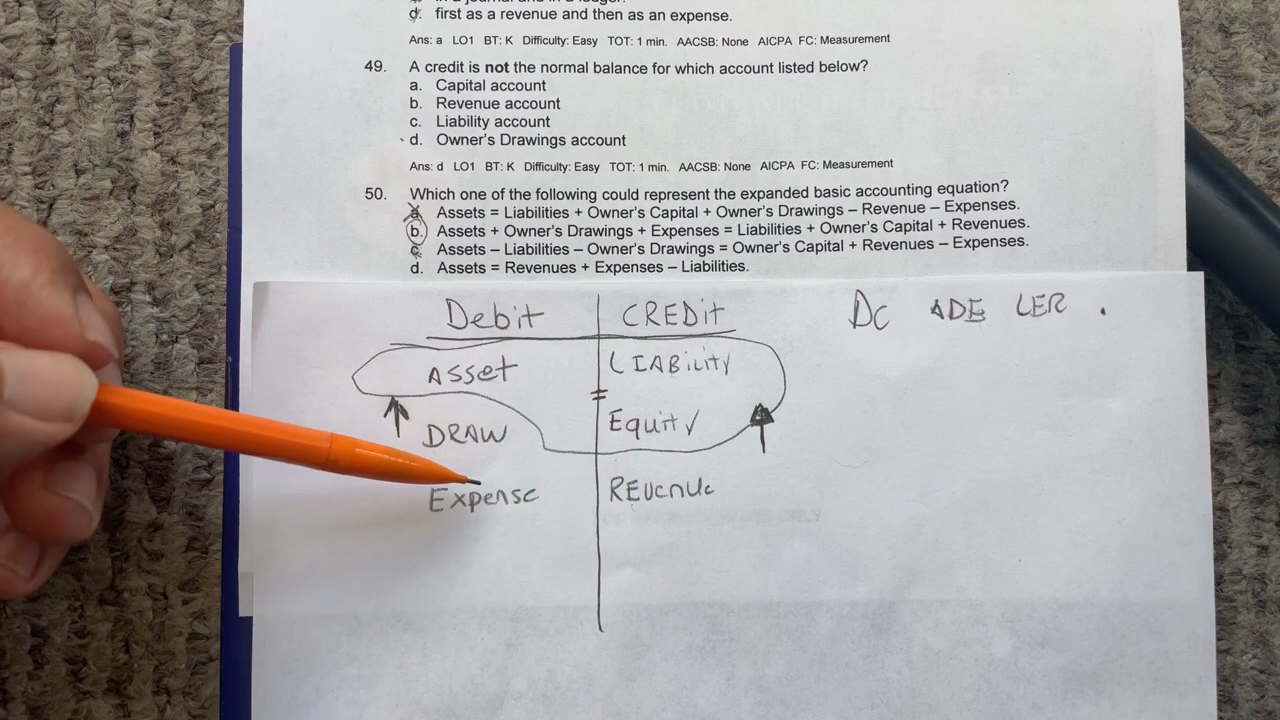 d. first as a revenue and then as an expense.
Ans: a LO1 BT: K Difficulty: Easy TOT: 1 min. AACSB: None AICPA FC: Measurement
49. A credit is not the normal balance for which account listed below?
a. Capital account
b. Revenue account
c. Liability account
d. Owner's Drawings account
Ans: d LO1 BT: K Difficulty: Easy TOT: 1 min. AACSB: None AICPA FC: Measurement
50. Which one of the following could represent the expanded basic accounting equation?
a. Assets = Liabilities + Owner's Capital + Owner's Drawings – Revenue – Expenses.
b. Assets + Owner's Drawings + Expenses = Liabilities + Owner's Capital + Revenues.
c. Assets – Liabilities – Owner's Drawings = Owner's Capital + Revenues – Expenses.
d. Assets = Revenues + Expenses – Liabilities.
Debit CREDit DC ADE LER .
Asset LIABility
=
DRAW Equity
Expense REvenue